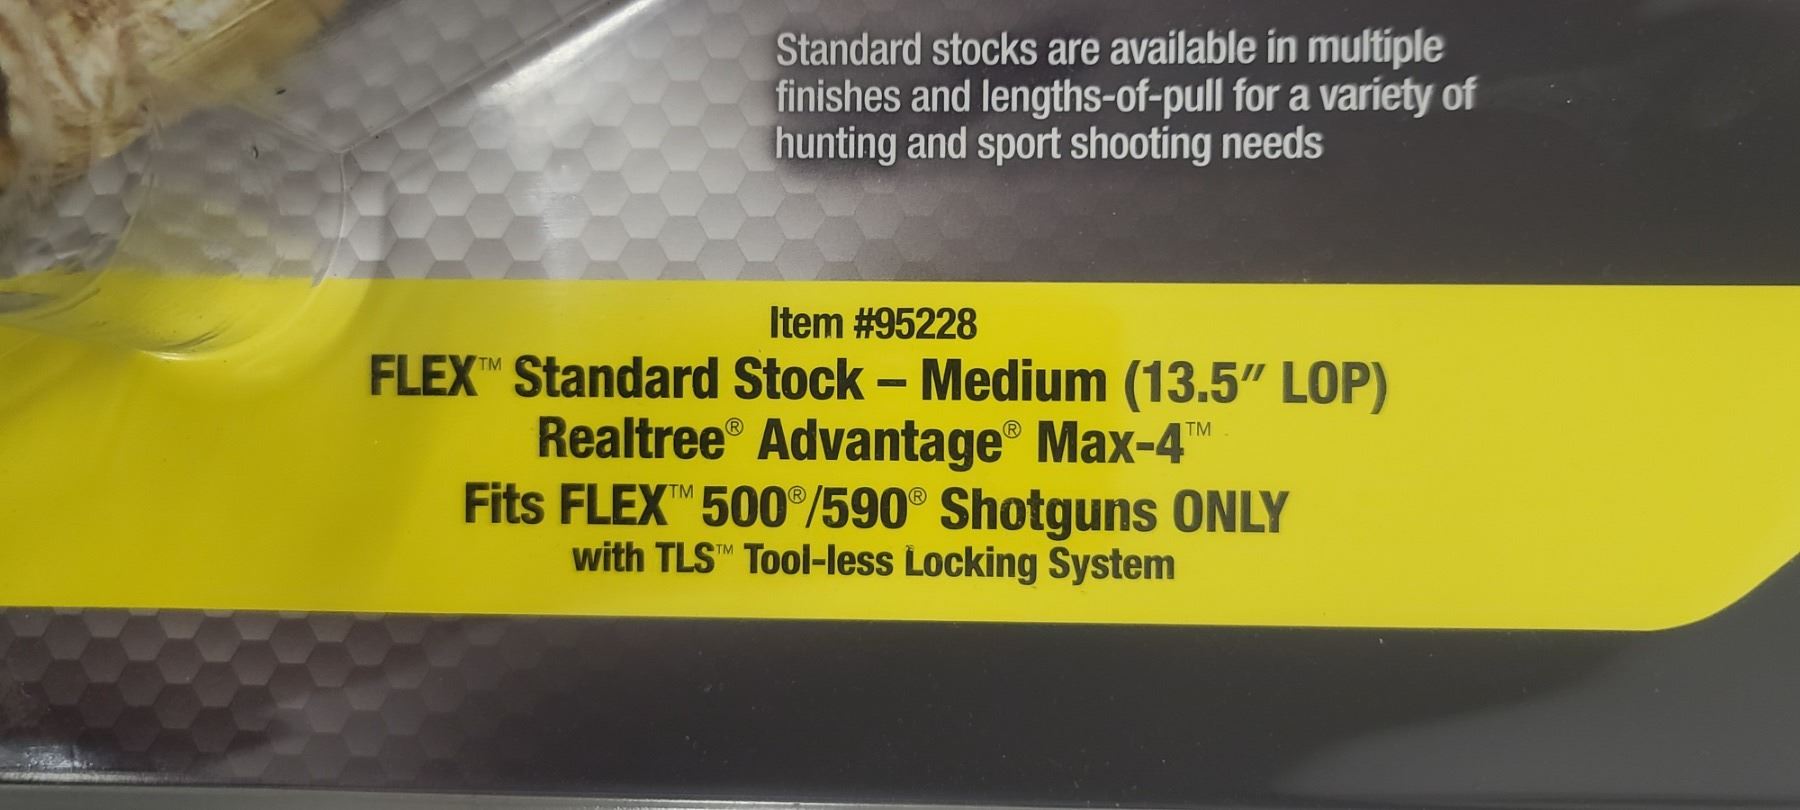 Standard stocks are available in multiple
finishes and lengths-of-pull for a variety of
hunting and sport shooting needs
Item #95228
FLEX™ Standard Stock – Medium (13.5″ LOP)
Realtree® Advantage® Max-4™
Fits FLEX™ 500®/590® Shotguns ONLY
with TLS™ Tool-less Locking System